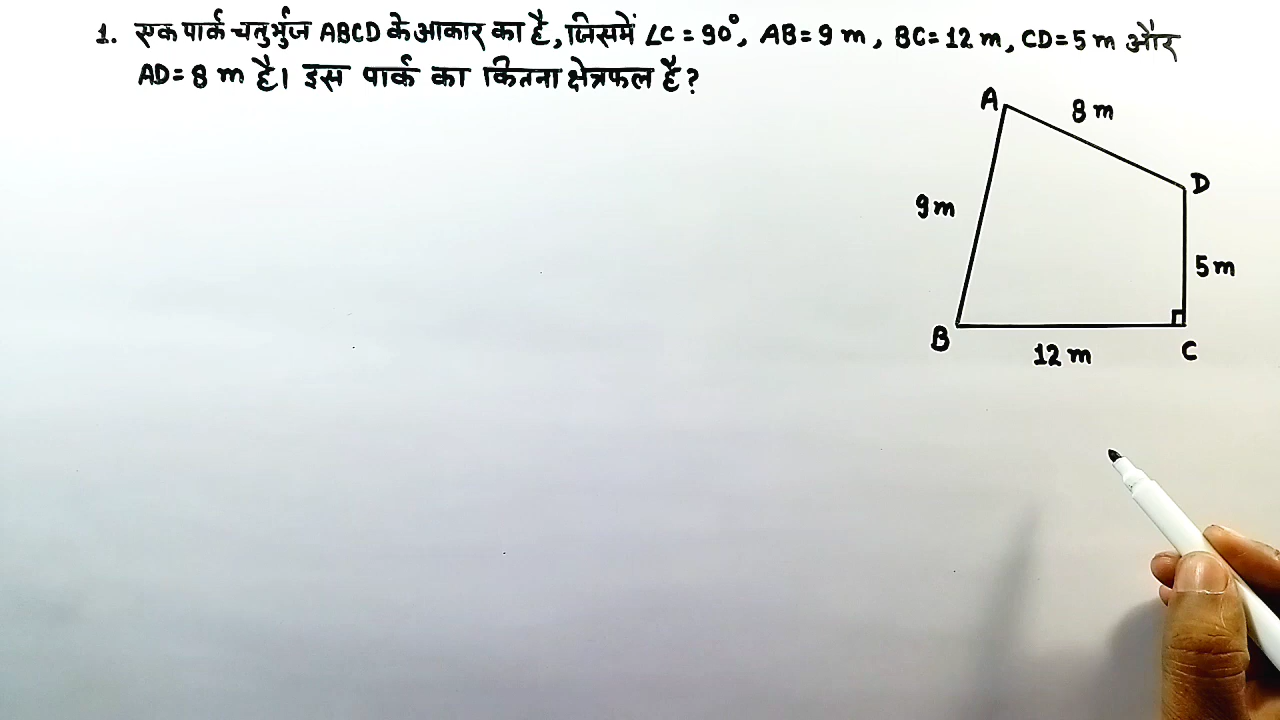 1. एक पार्क चतुर्भुज ABCD के आकार का है, जिसमें ∠C = 90°, AB = 9 m, BC = 12 m, CD = 5 m और
AD = 8 m है। इस पार्क का कितना क्षेत्रफल है?
A
8 m
D
9 m
5 m
B
12 m
C